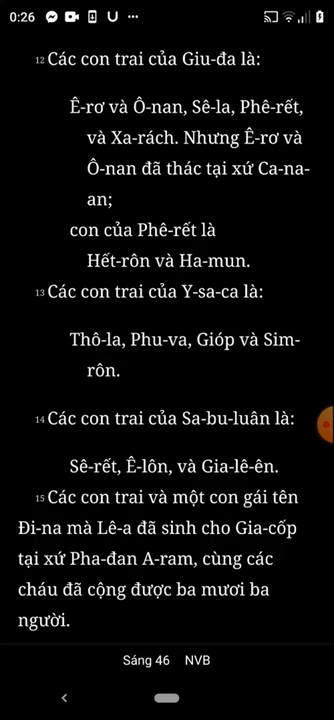 0:26
12 Các con trai của Giu-đa là:
Ê-rơ và Ô-nan, Sê-la, Phê-rết,
và Xa-rách. Nhưng Ê-rơ và
Ô-nan đã thác tại xứ Ca-na-
an;
con của Phê-rết là
Hết-rôn và Ha-mun.
13 Các con trai của Y-sa-ca là:
Thô-la, Phu-va, Gióp và Sim-
rôn.
14 Các con trai của Sa-bu-luân là:
Sê-rết, Ê-lôn, và Gia-lê-ên.
15 Các con trai và một con gái tên
Đi-na mà Lê-a đã sinh cho Gia-cốp
tại xứ Pha-đan A-ram, cùng các
cháu đã cộng được ba mươi ba
người.
Sáng 46 NVB